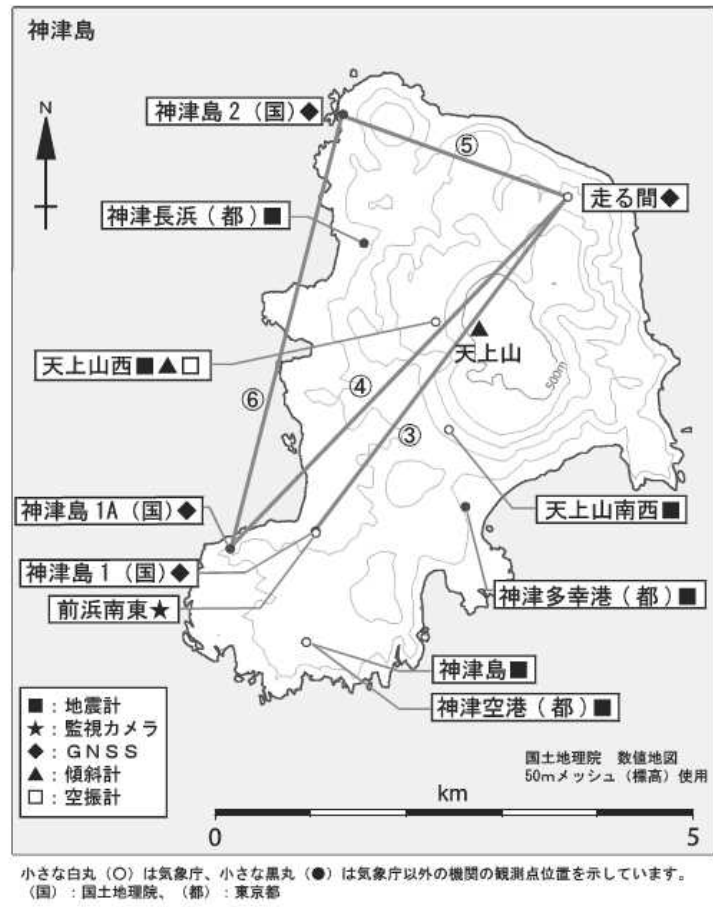 神津島
N
神津島2（国）◆
⑤
走る間◆
神津長浜（都）■
天上山
天上山西■▲□
500m
④
⑥
③
神津島1A（国）◆
天上山南西■
神津島1（国）◆
前浜南東★
神津多幸港（都）■
神津島■
神津空港（都）■
■：地震計
★：監視カメラ
◆：GNSS
▲：傾斜計
□：空振計
国土地理院　数値地図
50mメッシュ（標高）使用
km
0
5
小さな白丸（○）は気象庁、小さな黒丸（●）は気象庁以外の機関の観測点位置を示しています。
（国）：国土地理院、（都）：東京都